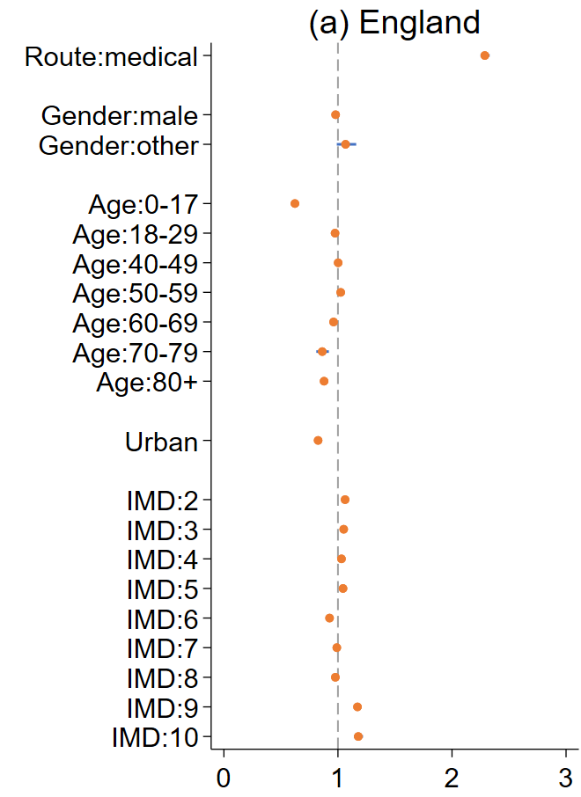 (a) England
Route:medical
Gender:male
Gender:other
Age:0-17
Age:18-29
Age:40-49
Age:50-59
Age:60-69
Age:70-79
Age:80+
Urban
IMD:2
IMD:3
IMD:4
IMD:5
IMD:6
IMD:7
IMD:8
IMD:9
IMD:10
0 1 2 3